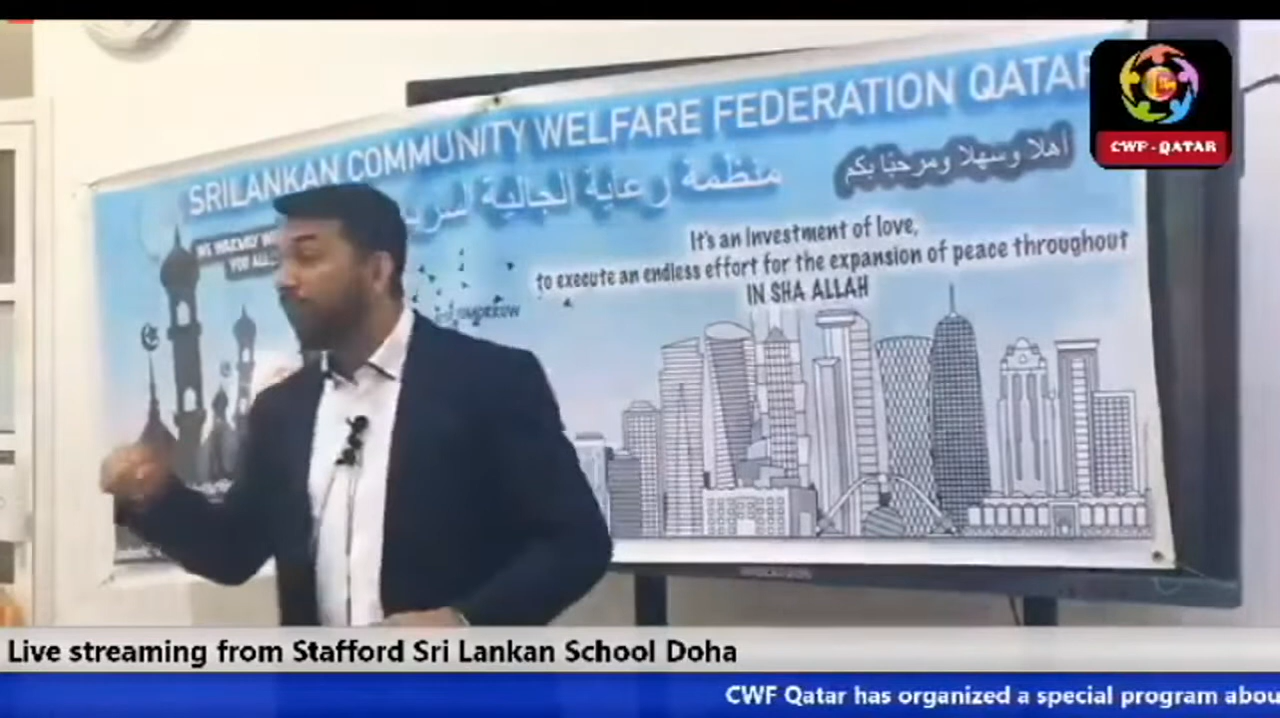 SRILANKAN COMMUNITY WELFARE FEDERATION QATAR
CWF - QATAR
منظمة رعاية الجالية
أهلا وسهلا ومرحبا بكم
It's an Investment of love,
to execute an endless effort for the expansion of peace throughout
IN SHA ALLAH
Live streaming from Stafford Sri Lankan School Doha
CWF Qatar has organized a special program abou